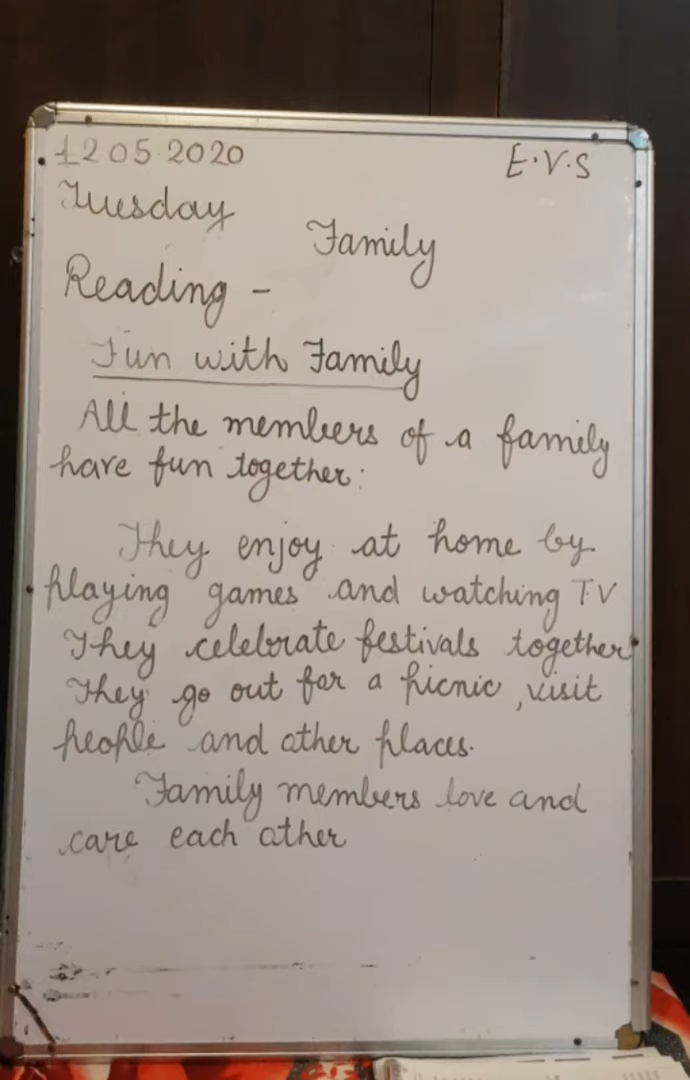 12 05.2020
E.V.S
Tuesday
Family
Reading -
Fun with Family
All the members of a family
have fun together:
They enjoy at home by
playing games and watching TV
They celebrate festivals together
They go out for a picnic, visit
people and other places.
Family members love and
care each other